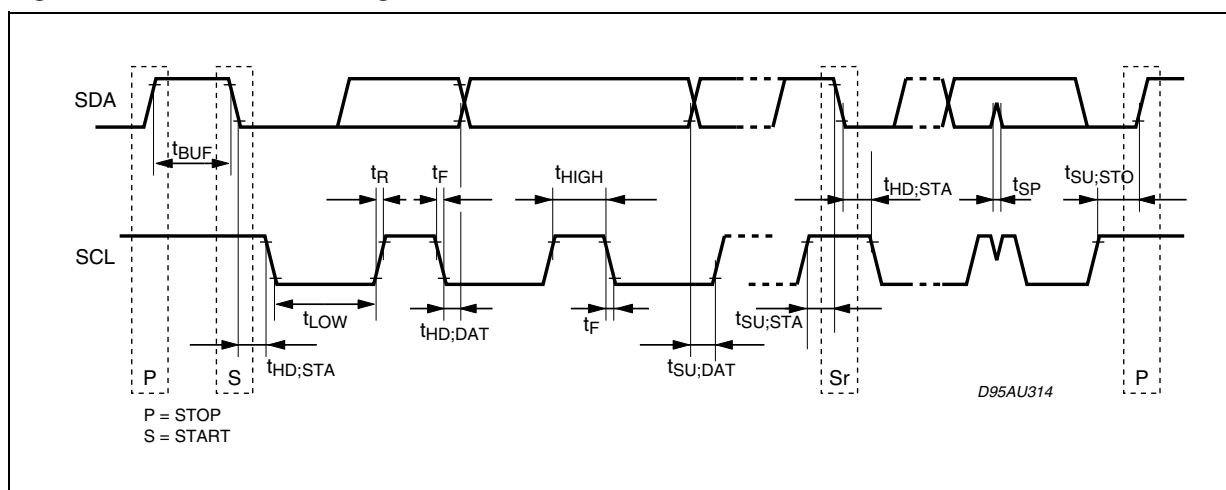 SDA
tBUF
tR
tF
tHIGH
tHD;STA
tSP
tSU;STO
SCL
tLOW
tHD;DAT
tF
tSU;STA
tHD;STA
tSU;DAT
P
S
Sr
D95AU314
P
P = STOP
S = START